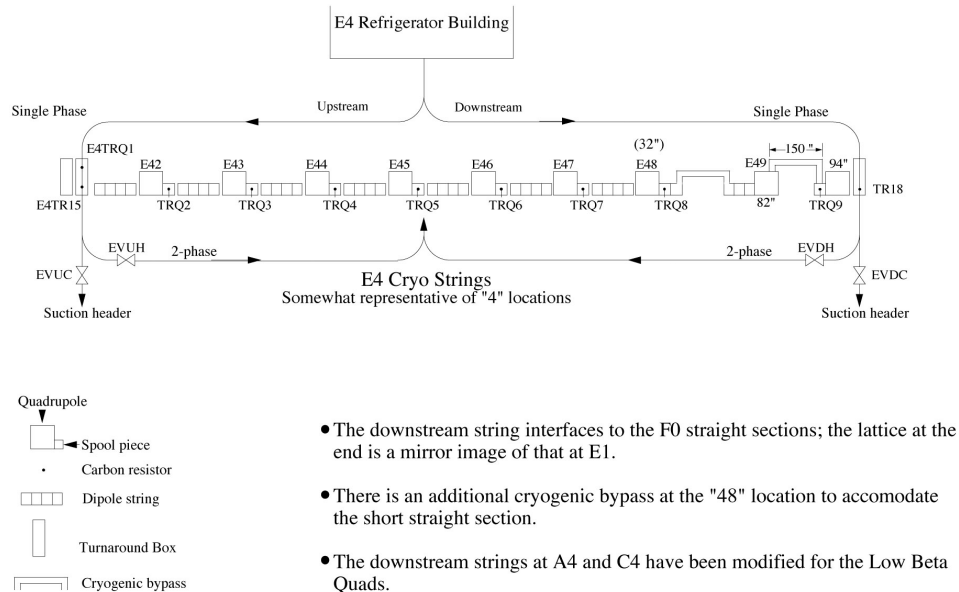 E4 Refrigerator Building
Upstream
Downstream
Single Phase
Single Phase
(32")
150 "
E4TRQ1
E42
E43
E44
E45
E46
E47
E48
E49
94"
E4TR15
TRQ2
TRQ3
TRQ4
TRQ5
TRQ6
TRQ7
TRQ8
82"
TRQ9
TR18
EVUH
2-phase
2-phase
EVDH
EVUC
EVDC
E4 Cryo Strings
Somewhat representative of "4" locations
Suction header
Suction header
Quadrupole
Spool piece
Carbon resistor
Dipole string
Turnaround Box
Cryogenic bypass
• The downstream string interfaces to the F0 straight sections; the lattice at the
end is a mirror image of that at E1.
• There is an additional cryogenic bypass at the "48" location to accomodate
the short straight section.
• The downstream strings at A4 and C4 have been modified for the Low Beta
Quads.